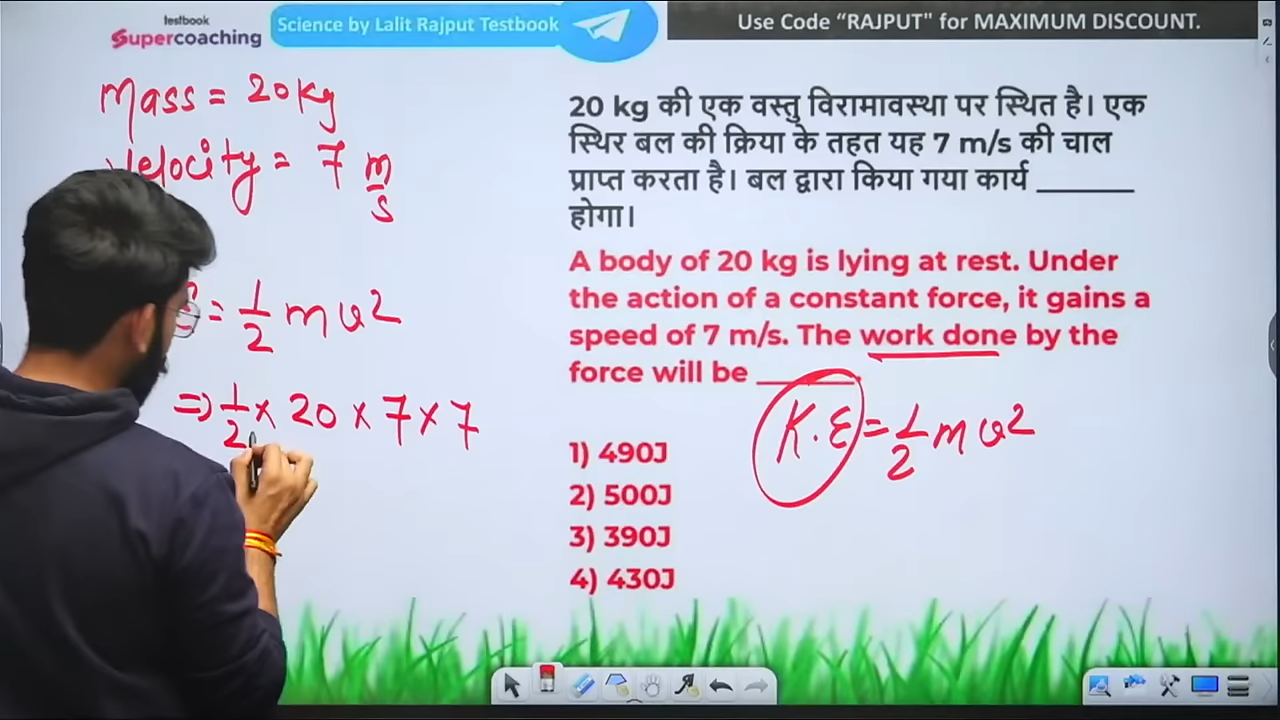 testbook
Supercoaching
Science by Lalit Rajput Testbook
Use Code “RAJPUT" for MAXIMUM DISCOUNT.
Mass = 20kg
Velocity = 7 m/s
= 1/2 m v2
⇒ 1/2 × 20 × 7 × 7
20 kg की एक वस्तु विरामावस्था पर स्थित है। एक
स्थिर बल की क्रिया के तहत यह 7 m/s की चाल
प्राप्त करता है। बल द्वारा किया गया कार्य _______
होगा।
A body of 20 kg is lying at rest. Under
the action of a constant force, it gains a
speed of 7 m/s. The work done by the
force will be _______.
K.E = 1/2 m v2
1) 490J
2) 500J
3) 390J
4) 430J